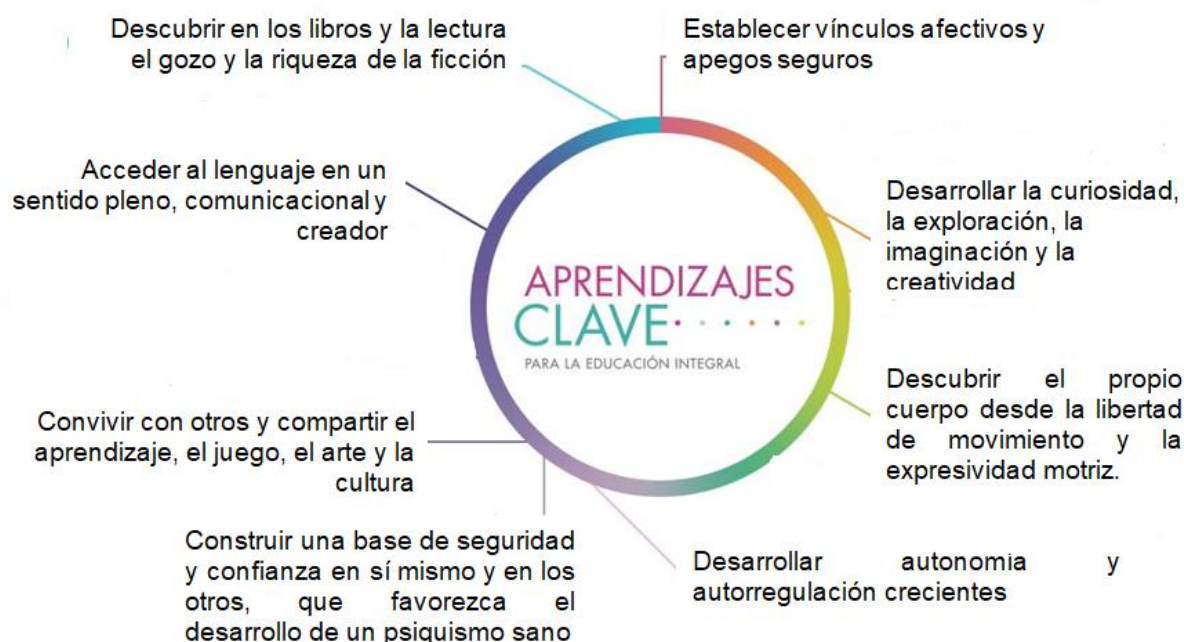 Descubrir en los libros y la lectura
el gozo y la riqueza de la ficción
Establecer vínculos afectivos y
apegos seguros
Acceder al lenguaje en un
sentido pleno, comunicacional y
creador
Desarrollar la curiosidad,
la exploración, la
imaginación y la
creatividad
APRENDIZAJES
CLAVE
PARA LA EDUCACIÓN INTEGRAL
Descubrir el propio
cuerpo desde la libertad
de movimiento y la
expresividad motriz.
Convivir con otros y compartir el
aprendizaje, el juego, el arte y la
cultura
Construir una base de seguridad
y confianza en sí mismo y en los
otros, que favorezca el
desarrollo de un psiquismo sano
Desarrollar autonomía y
autorregulación crecientes